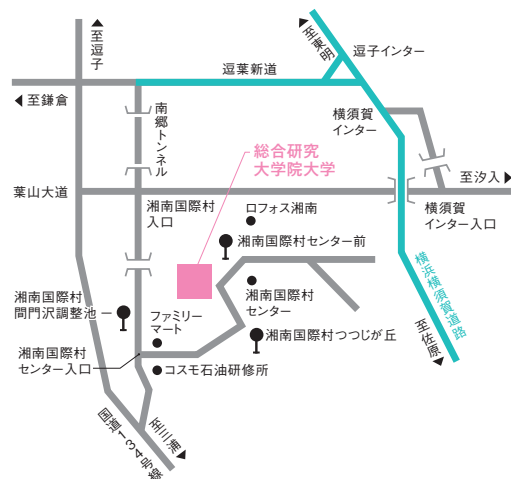 至逗子
至東明
逗子インター
逗葉新道
至鎌倉
南郷トンネル
横須賀
インター
総合研究
大学院大学
至汐入
葉山大道
湘南国際村
入口
ロフォス湘南
横須賀
インター入口
湘南国際村センター前
横浜横須賀道路
湘南国際村
間門沢調整池
湘南国際村
センター
ファミリー
マート
至佐原
湘南国際村つつじが丘
湘南国際村
センター入口
コスモ石油研修所
国道134号線
至三浦